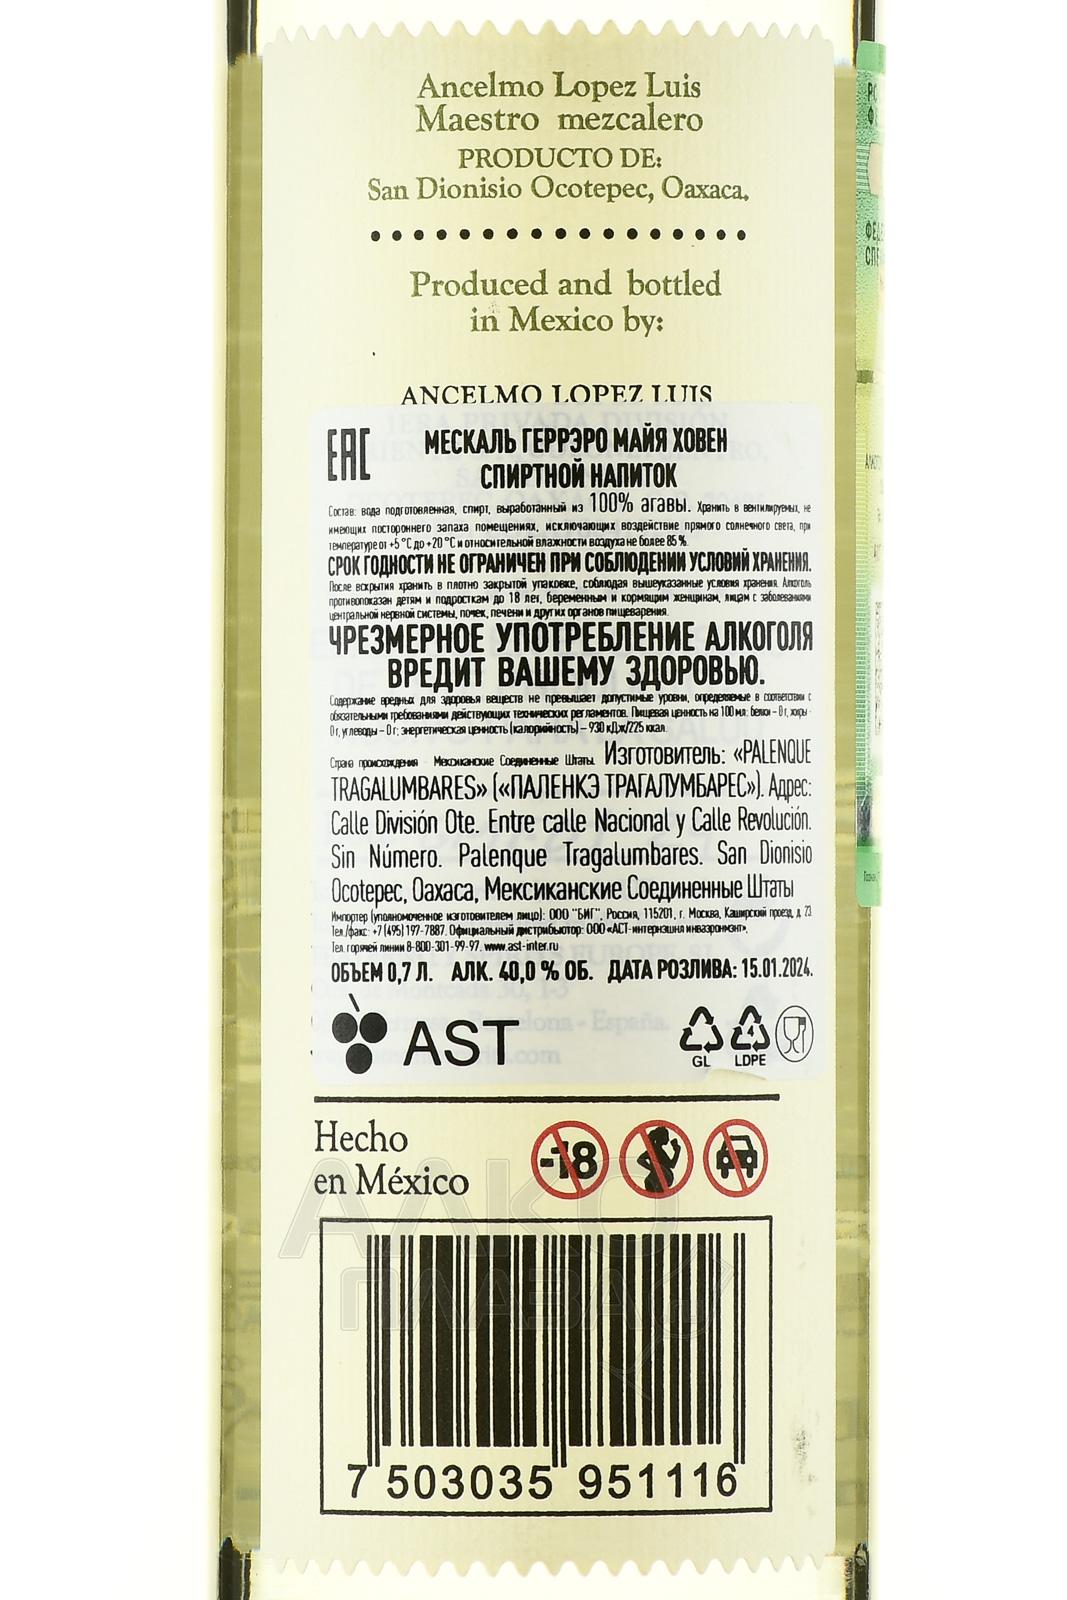 Ancelmo Lopez Luis
Maestro mezcalero
PRODUCTO DE:
San Dionisio Ocotepec, Oaxaca.
Produced and bottled
in Mexico by:
ANCELMO LOPEZ LUIS
EAC
МЕСКАЛЬ ГЕРРЭРО МАЙЯ ХОВЕН
СПИРТНОЙ НАПИТОК
Состав: вода подготовленная, спирт, выработанный из 100% агавы. Хранить в вентилируемых, не
имеющих постороннего запаха помещениях, исключающих воздействие прямого солнечного света, при
температуре от +5 °С до +20 °С и относительной влажности воздуха не более 85 %.
СРОК ГОДНОСТИ НЕ ОГРАНИЧЕН ПРИ СОБЛЮДЕНИИ УСЛОВИЙ ХРАНЕНИЯ.
После вскрытия хранить в плотно закрытой упаковке, соблюдая вышеуказанные условия хранения. Алкоголь
противопоказан детям и подросткам до 18 лет, беременным и кормящим женщинам, лицам с заболеваниями
центральной нервной системы, почек, печени и других органов пищеварения.
ЧРЕЗМЕРНОЕ УПОТРЕБЛЕНИЕ АЛКОГОЛЯ
ВРЕДИТ ВАШЕМУ ЗДОРОВЬЮ.
Содержание вредных для здоровья веществ не превышает допустимые уровни, определяемые в соответствии с
обязательными требованиями действующих технических регламентов. Пищевая ценность на 100 мл: белки – 0 г, жиры -
0 г, углеводы – 0 г; энергетическая ценность (калорийность) – 930 кДж/225 ккал.
Страна происхождения Мексиканские Соединенные Штаты. Изготовитель: «PALENQUE
TRAGALUMBARES» («ПАЛЕНКЭ ТРАГАЛУМБАРЕС»). Адрес:
Calle División Ote. Entre calle Nacional y Calle Revolución.
Sin Número. Palenque Tragalumbares. San Dionisio
Ocotepec, Oaxaca, Мексиканские Соединенные Штаты
Импортер (уполномоченное изготовителем лицо): ООО "БИГ", Россия, 115201, г. Москва, Каширский проезд, д. 23.
Тел./факс: +7 (495) 197-7887. Официальный дистрибьютор: ООО «АСТ-интернэшнл инваэронмэнт».
Тел. горячей линии 8-800-301-99-97. www.ast-inter.ru
ОБЪЕМ 0,7 Л. АЛК. 40,0 % ОБ. ДАТА РОЗЛИВА: 15.01.2024.
AST
GL
4
LDPE
Hecho
en México
-18
АЛКО
ПЛАЗА
7 503035 951116